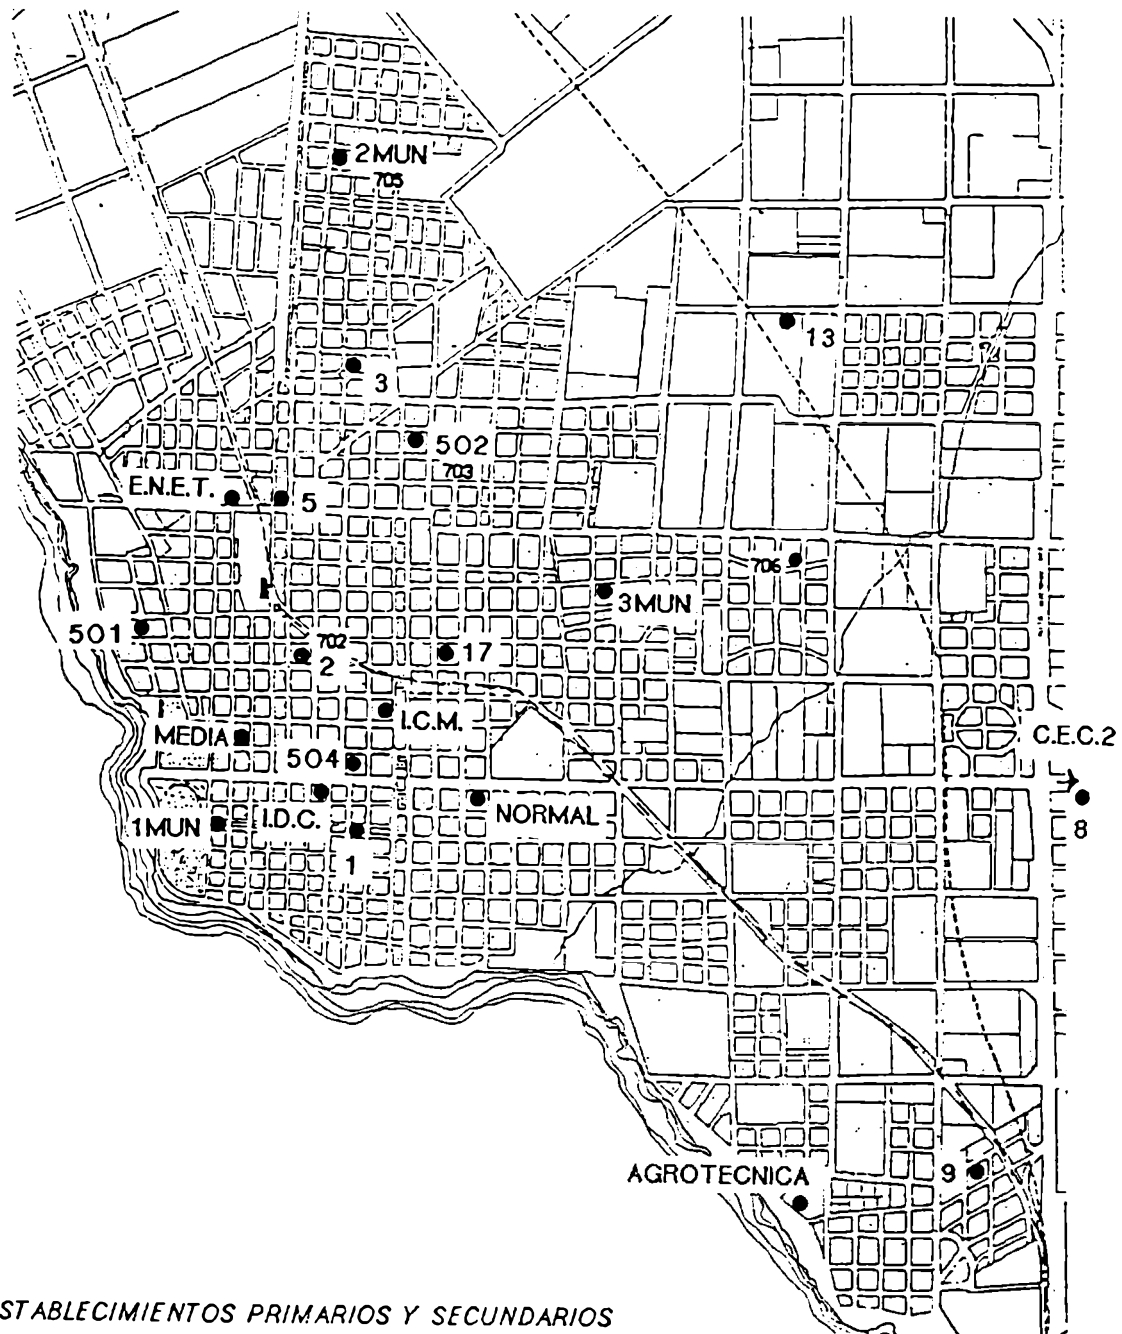 2MUN
705
13
3
502
703
E.N.E.T.
5
706
3MUN
501
702
2
17
I.C.M.
MEDIA
C.E.C.2
504
I.D.C.
NORMAL
1MUN
8
1
AGROTECNICA
9
STABLECIMIENTOS PRIMARIOS Y SECUNDARIOS